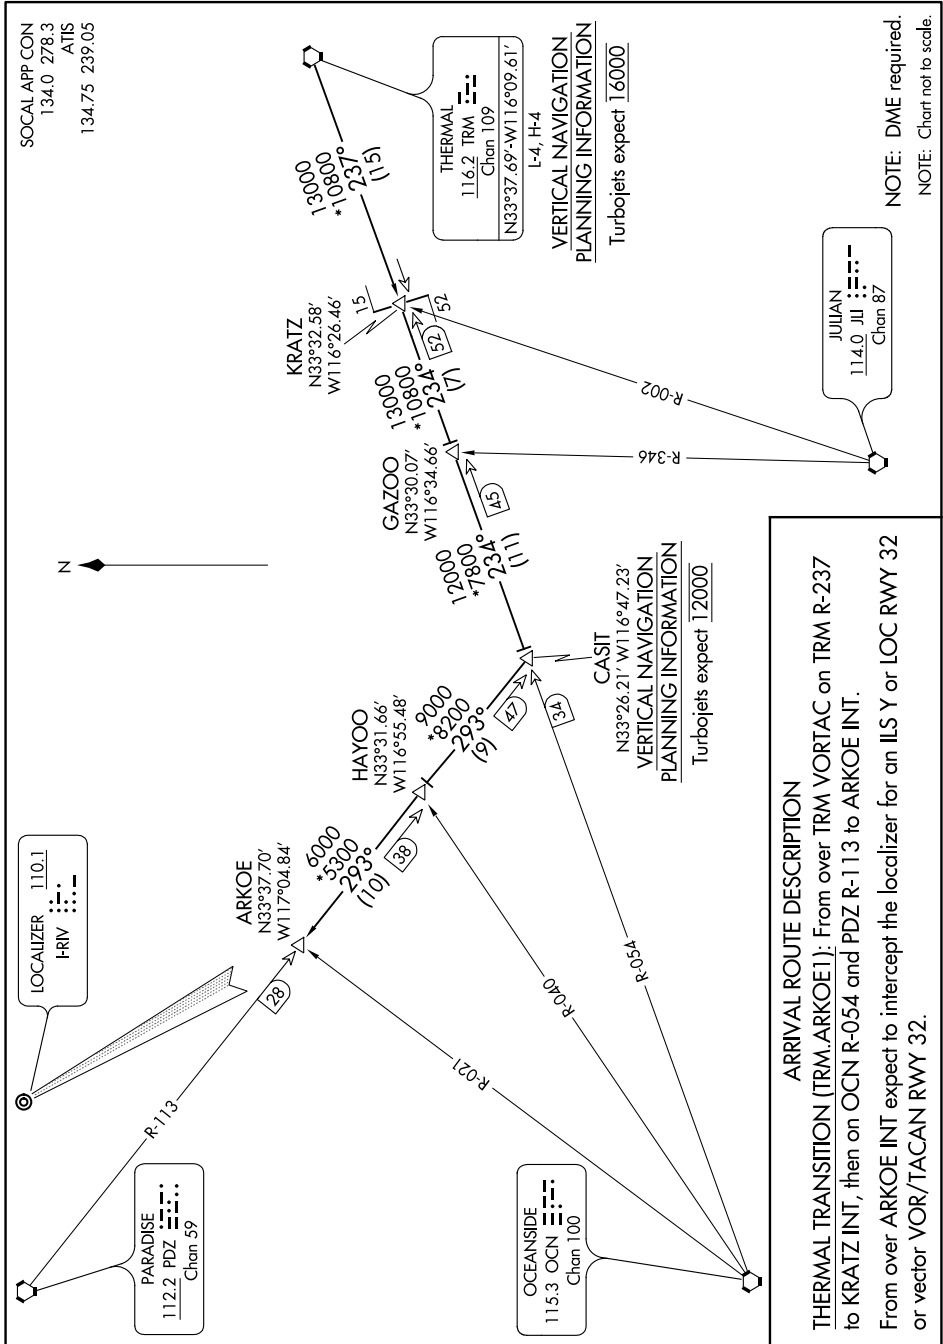 SOCAL APP CON
134.0 278.3
ATIS
134.75 239.05
LOCALIZER 110.1
I-RIV
N
THERMAL
116.2 TRM
Chan 109
N33°37.69'-W116°09.61'
L-4, H-4
VERTICAL NAVIGATION
PLANNING INFORMATION
Turbojets expect 16000
13000
*10800
237°
(15)
KRATZ
N33°32.58'
W116°26.46'
15
52
52
13000
*10800
234°
(7)
GAZOO
N33°30.07'
W116°34.66'
45
12000
*7800
234°
(11)
CASIT
N33°26.21' W116°47.23'
VERTICAL NAVIGATION
PLANNING INFORMATION
Turbojets expect 12000
47
34
9000
*8200
293°
(9)
HAYOO
N33°31.66'
W116°55.48'
38
6000
*5300
293°
(10)
ARKOE
N33°37.70'
W117°04.84'
28
R-113
R-021
R-040
R-054
R-346
R-002
PARADISE
112.2 PDZ
Chan 59
OCEANSIDE
115.3 OCN
Chan 100
JULIAN
114.0 JLI
Chan 87
NOTE: DME required.
NOTE: Chart not to scale.
ARRIVAL ROUTE DESCRIPTION
THERMAL TRANSITION (TRM.ARKOE1): From over TRM VORTAC on TRM R-237
to KRATZ INT, then on OCN R-054 and PDZ R-113 to ARKOE INT.
From over ARKOE INT expect to intercept the localizer for an ILS Y or LOC RWY 32
or vector VOR/TACAN RWY 32.